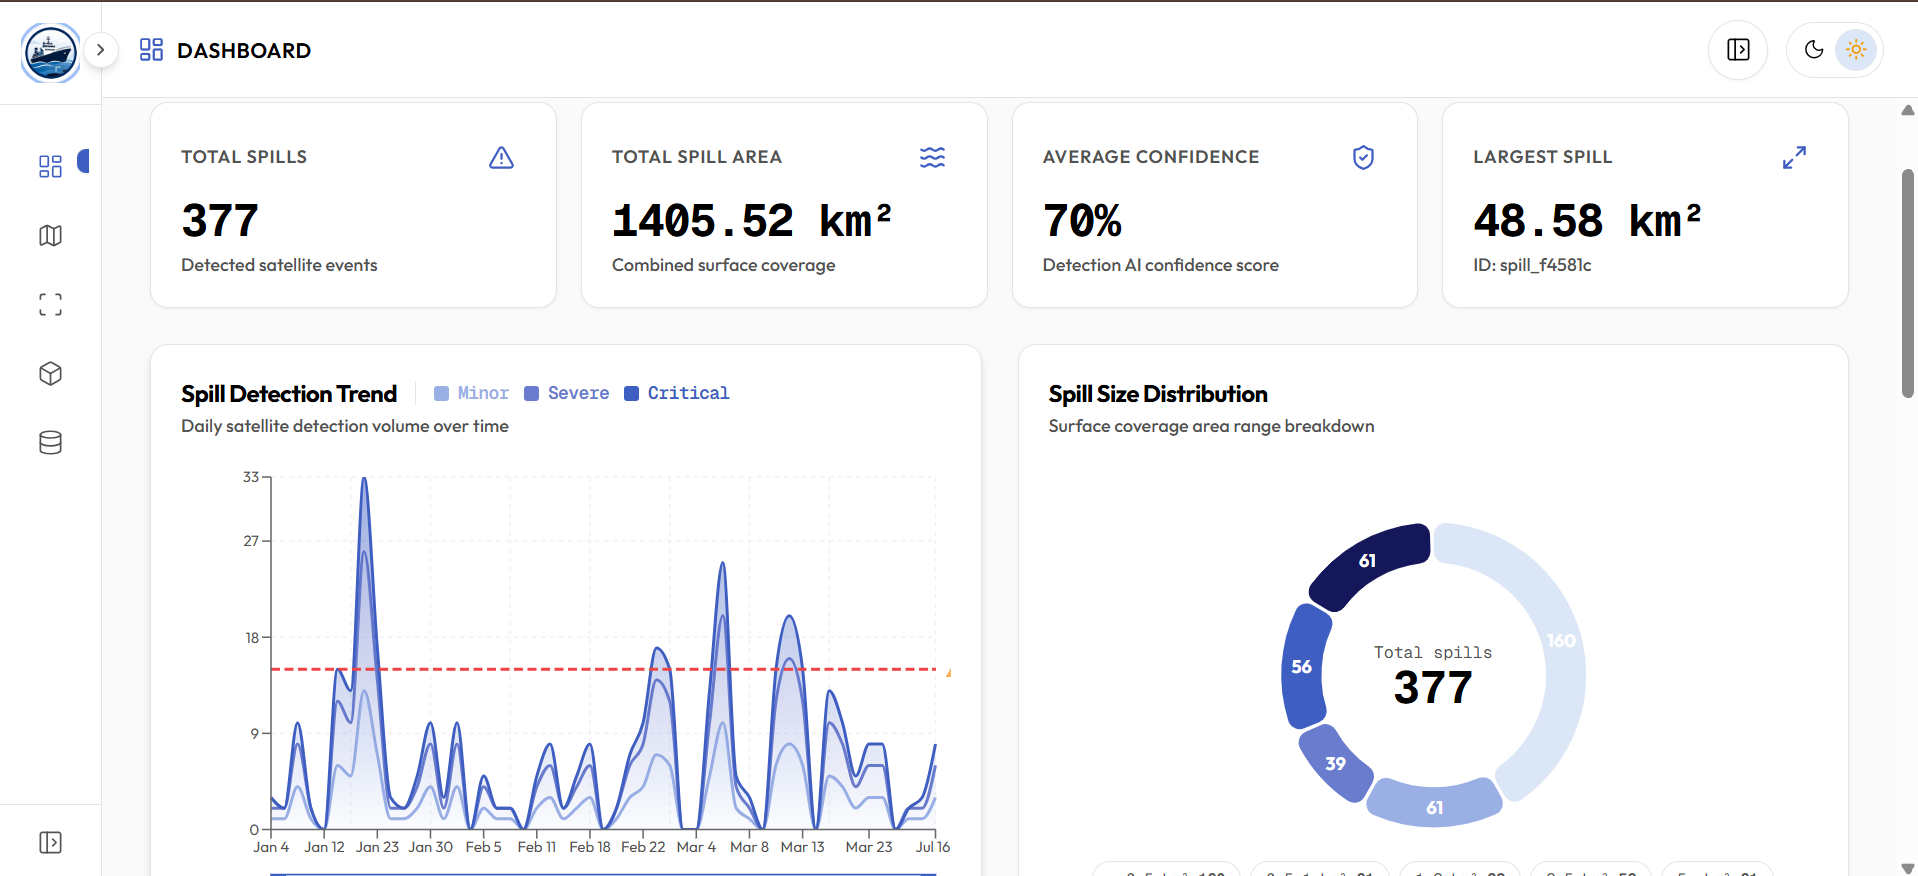 DASHBOARD
TOTAL SPILLS
377
Detected satellite events
TOTAL SPILL AREA
1405.52 km²
Combined surface coverage
AVERAGE CONFIDENCE
70%
Detection AI confidence score
LARGEST SPILL
48.58 km²
ID: spill_f4581c
Spill Detection Trend
Minor Severe Critical
Daily satellite detection volume over time
33
27
18
9
0
Jan 4 Jan 12 Jan 23 Jan 30 Feb 5 Feb 11 Feb 18 Feb 22 Mar 4 Mar 8 Mar 13 Mar 23 Jul 16
Spill Size Distribution
Surface coverage area range breakdown
61
160
56
39
61
Total spills
377